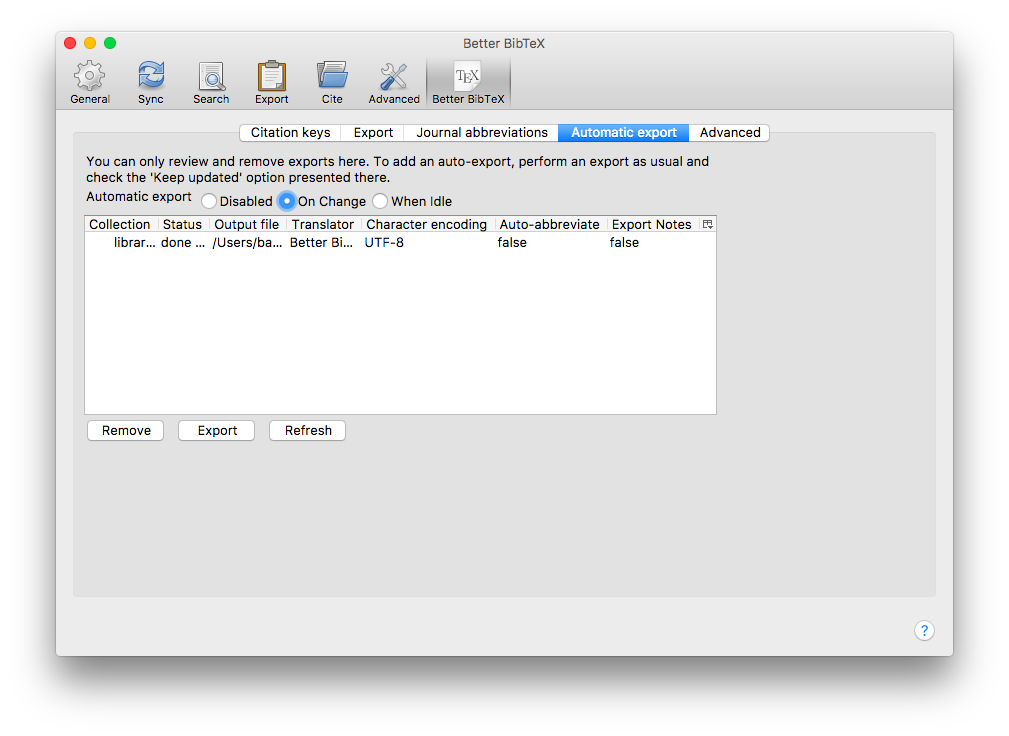 Better BibTeX
General Sync Search Export Cite Advanced TEX Better BibTeX
Citation keys Export Journal abbreviations Automatic export Advanced
You can only review and remove exports here. To add an auto-export, perform an export as usual and
check the 'Keep updated' option presented there.
Automatic export Disabled On Change When Idle
Collection Status Output file Translator Character encoding Auto-abbreviate Export Notes
librar... done ... /Users/ba... Better Bi... UTF-8 false false
Remove Export Refresh
?